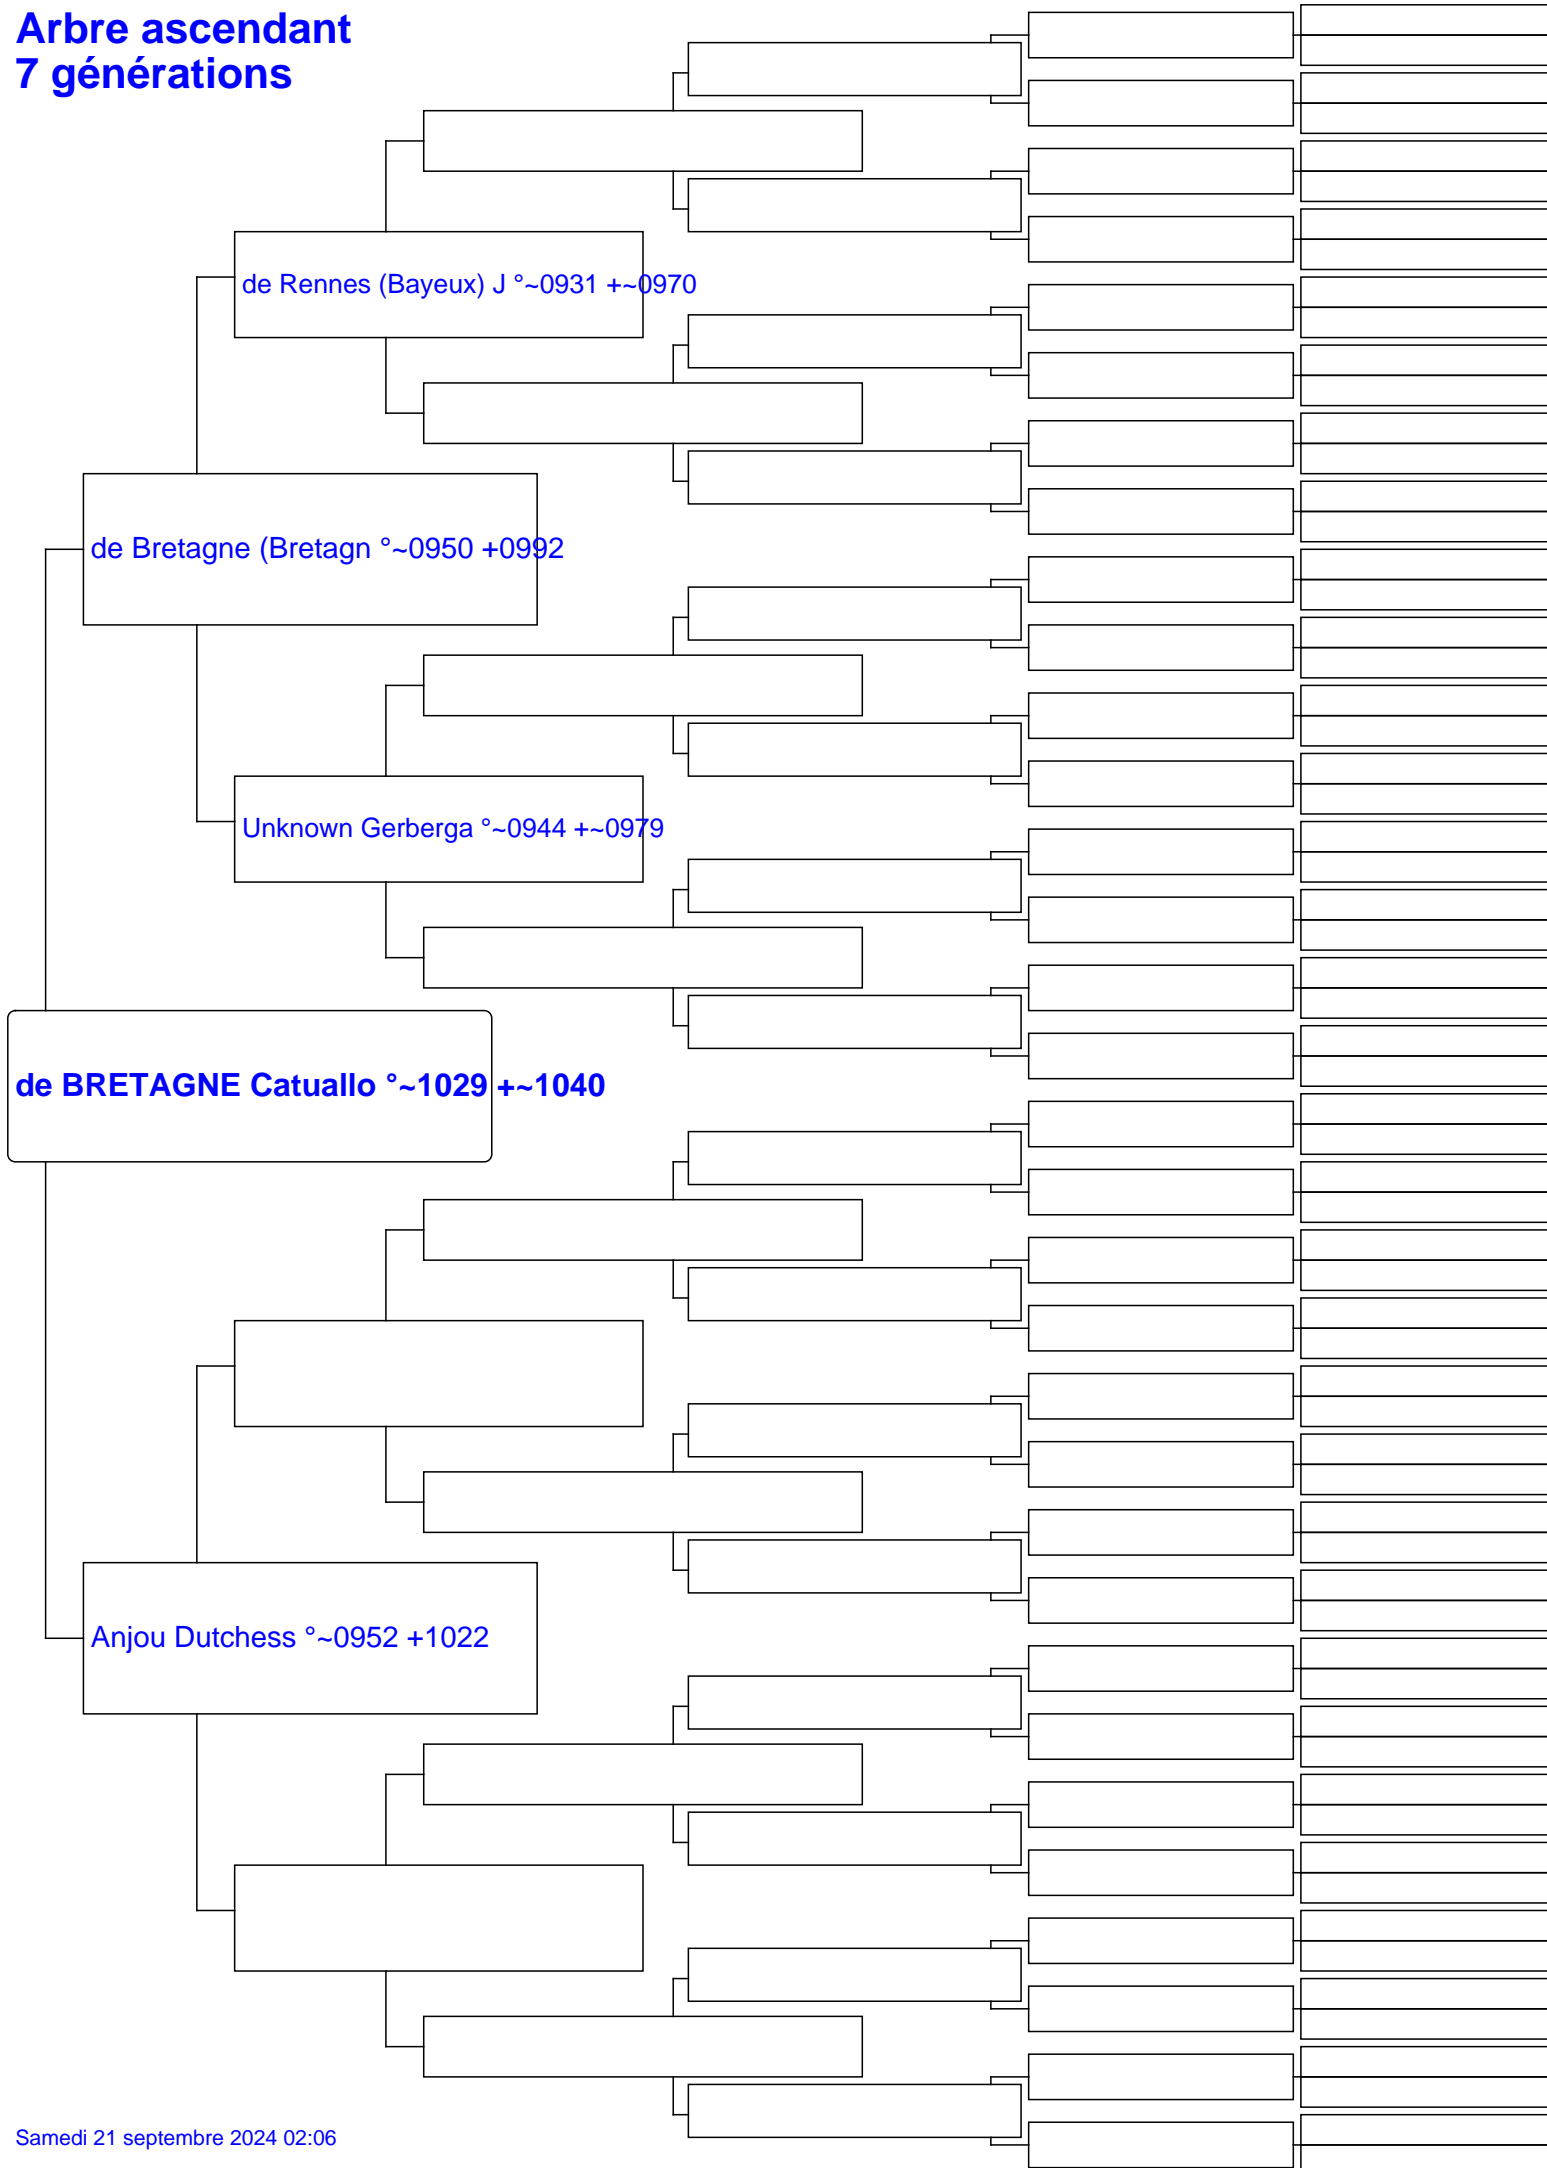 Arbre ascendant
7 générations
de Rennes (Bayeux) J °~0931 +~0970
de Bretagne (Bretagn °~0950 +0992
Unknown Gerberga °~0944 +~0979
de BRETAGNE Catuallo °~1029 +~1040
Anjou Dutchess °~0952 +1022
Samedi 21 septembre 2024 02:06